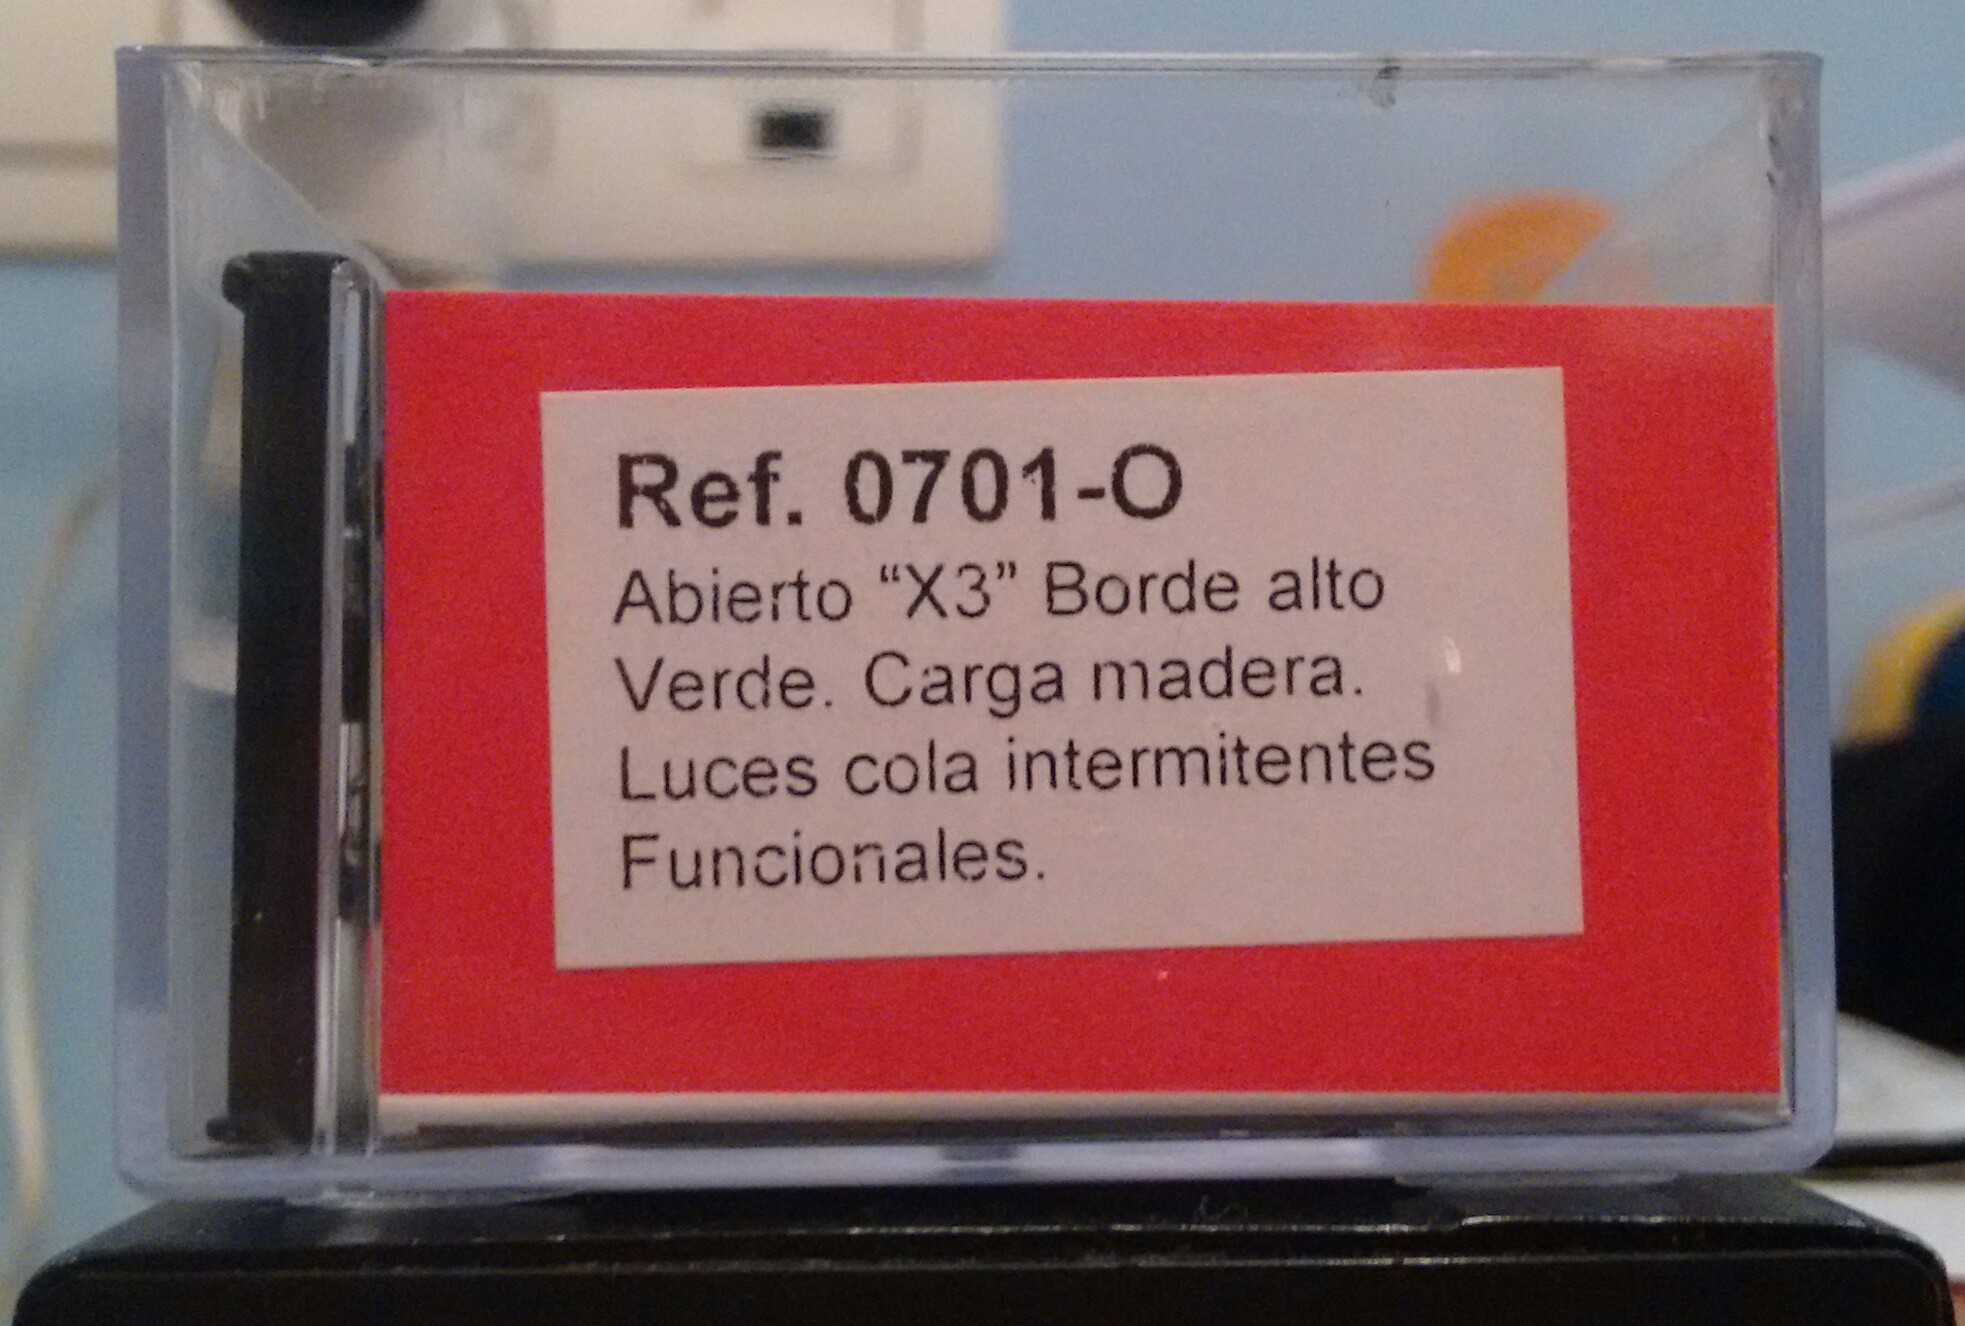 Ref. 0701-O
Abierto “X3” Borde alto
Verde. Carga madera.
Luces cola intermitentes
Funcionales.